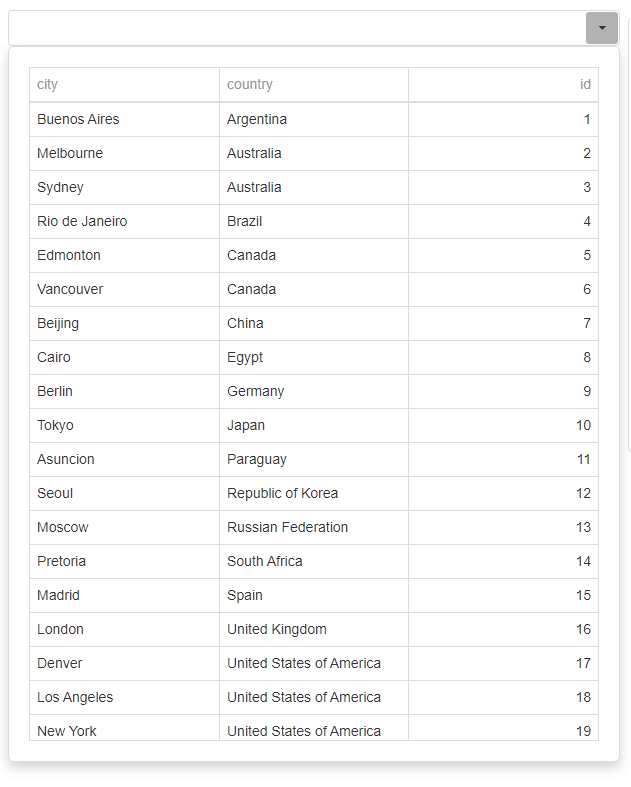 city country id
Buenos Aires Argentina 1
Melbourne Australia 2
Sydney Australia 3
Rio de Janeiro Brazil 4
Edmonton Canada 5
Vancouver Canada 6
Beijing China 7
Cairo Egypt 8
Berlin Germany 9
Tokyo Japan 10
Asuncion Paraguay 11
Seoul Republic of Korea 12
Moscow Russian Federation 13
Pretoria South Africa 14
Madrid Spain 15
London United Kingdom 16
Denver United States of America 17
Los Angeles United States of America 18
New York United States of America 19